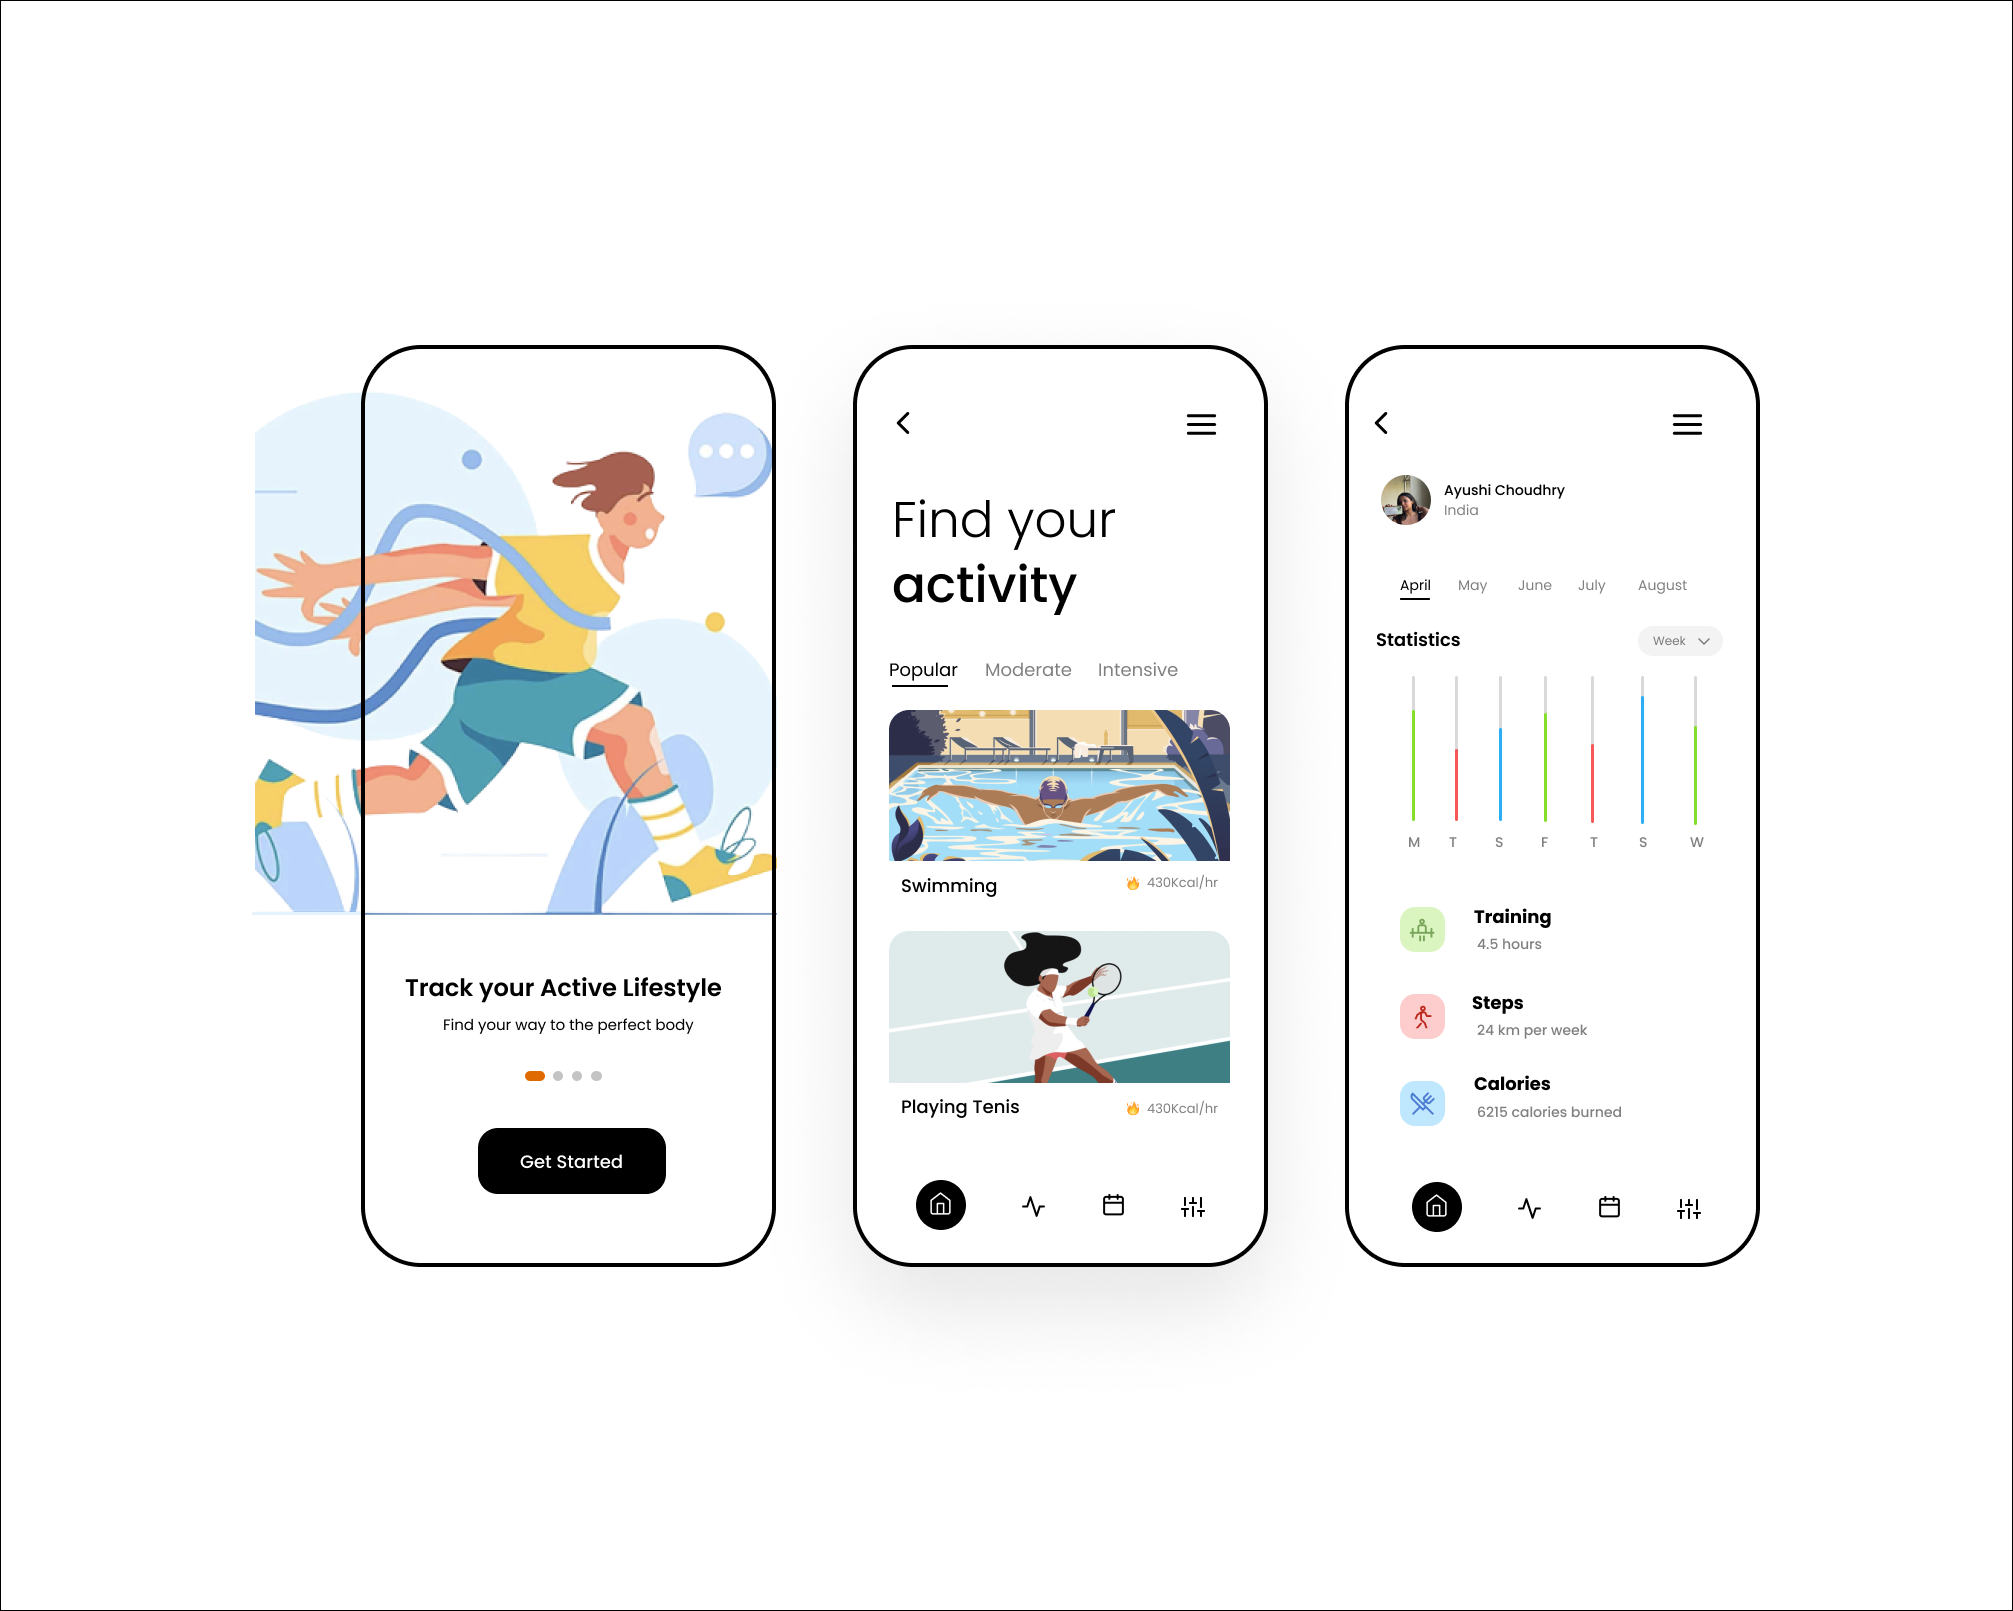 Track your Active Lifestyle
Find your way to the perfect body
Get Started
Find your
activity
Popular Moderate Intensive
Swimming 430Kcal/hr
Playing Tenis 430Kcal/hr
Ayushi Choudhry
India
April May June July August
Statistics Week
M T S F T S W
Training
4.5 hours
Steps
24 km per week
Calories
6215 calories burned